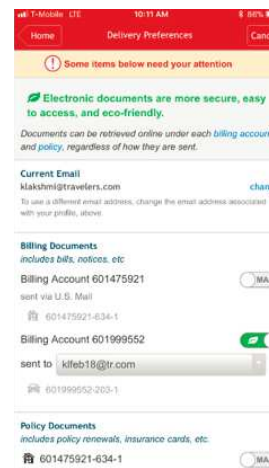 T-Mobile LTE 10:11 AM 86%
Home Delivery Preferences Canc
Some items below need your attention
Electronic documents are more secure, easy
to access, and eco-friendly.
Documents can be retrieved online under each billing account
and policy, regardless of how they are sent.
Current Email
klakshmi@travelers.com chan
To use a different email address, change the email address associated
with your profile, above
Billing Documents
includes bills, notices, etc
Billing Account 601475921 MA
sent via U.S. Mail
601475921-634-1
Billing Account 601999552
sent to klfeb18@tr.com
601999552-203-1
Policy Documents
includes policy renewals, insurance cards, etc.
601475921-634-1 MA